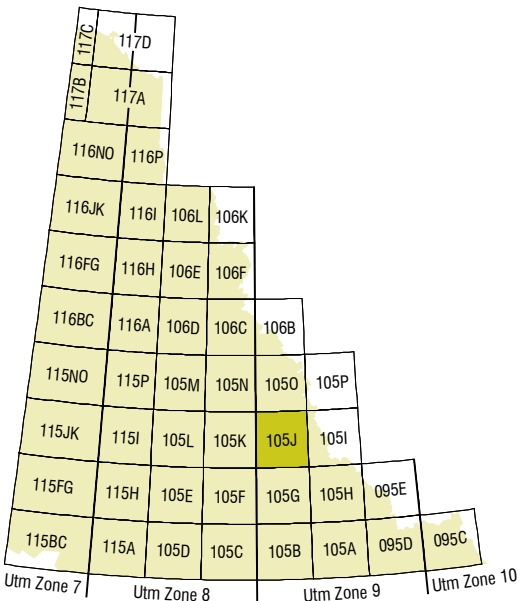 117C 117D
117B 117A
116NO 116P
116JK 116I 106L 106K
116FG 116H 106E 106F
116BC 116A 106D 106C 106B
115NO 115P 105M 105N 105O 105P
115JK 115I 105L 105K 105J 105I
115FG 115H 105E 105F 105G 105H 095E
115BC 115A 105D 105C 105B 105A 095D 095C
Utm Zone 7 Utm Zone 8 Utm Zone 9 Utm Zone 10